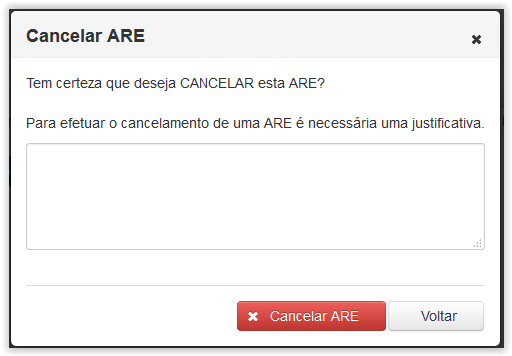 Cancelar ARE
Tem certeza que deseja CANCELAR esta ARE?
Para efetuar o cancelamento de uma ARE é necessária uma justificativa.
Cancelar ARE
Voltar